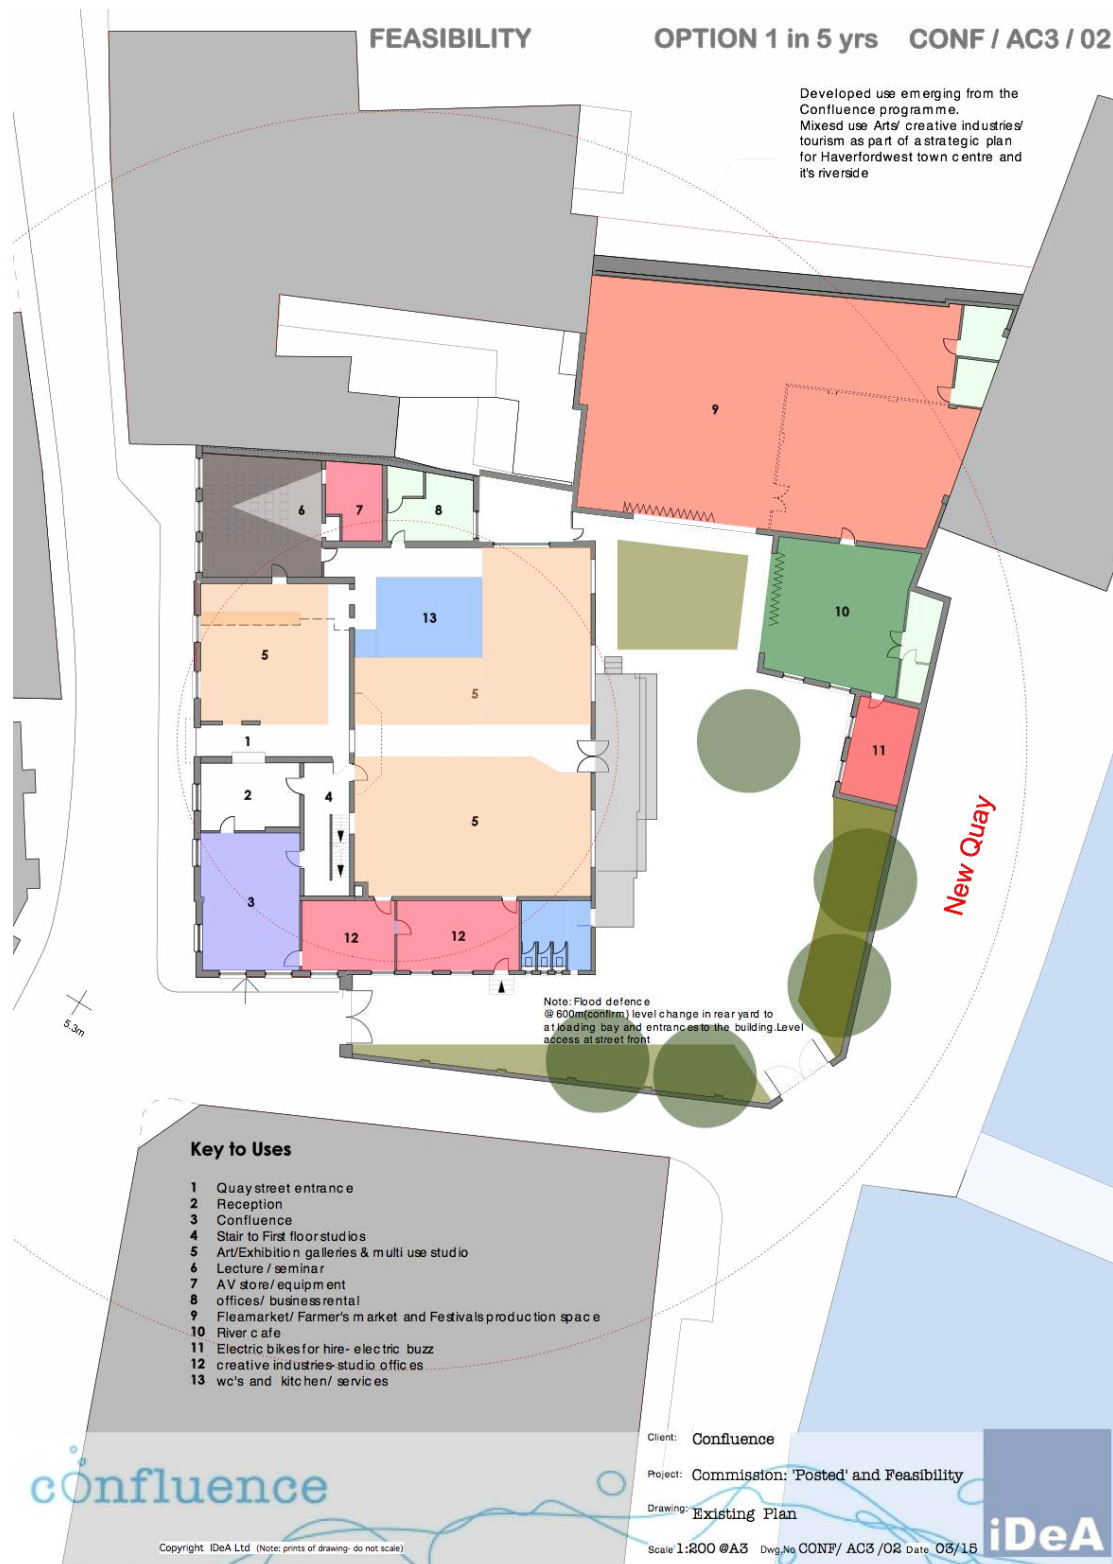 FEASIBILITY OPTION 1 in 5 yrs CONF / AC3 / 02
Developed use emerging from the
Confluence programme.
Mixesd use Arts/ creative industries/
tourism as part of a strategic plan
for Haverfordwest town centre and
it's riverside
9
6
7
8
13
10
5
5
1
11
2
4
5
3
12
12
New Quay
5.3m
Note: Flood defence
@ 600m(confirm) level change in rear yard to
at loading bay and entrances to the building.Level
access at street front
Key to Uses
1 Quay street entrance
2 Reception
3 Confluence
4 Stair to First floor studios
5 Art/Exhibition galleries & multi use studio
6 Lecture / seminar
7 AV store/ equipment
8 offices/ business rental
9 Fleamarket/ Farmer's market and Festivals production space
10 River cafe
11 Electric bikes for hire- electric buzz
12 creative industries-studio offices
13 wc's and kitchen/ services
confluence
Client: Confluence
Project: Commission: 'Posted' and Feasibility
Drawing: Existing Plan
Scale 1:200 @A3 Dwg.No CONF/ AC3 /02 Date 03/15
iDeA
Copyright IDeA Ltd (Note: prints of drawing- do not scale)